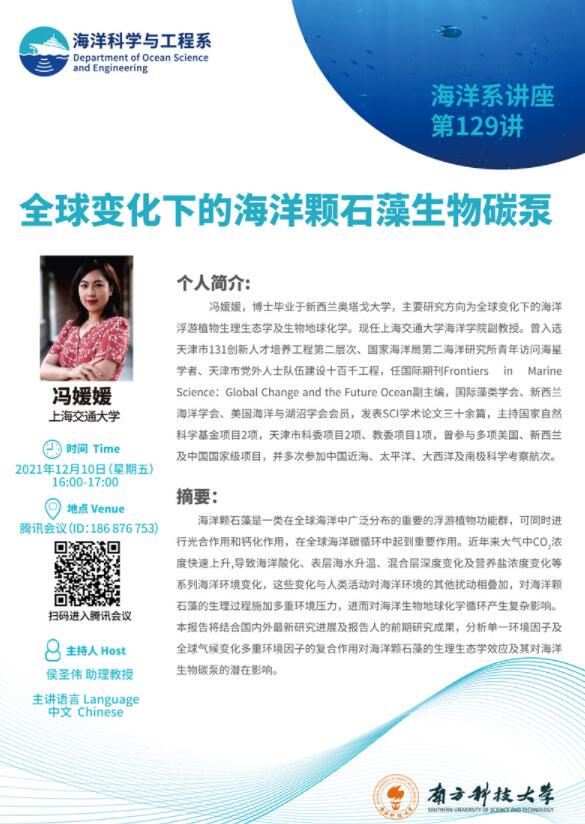 海洋科学与工程系
Department of Ocean Science
and Engineering
海洋系讲座
第129讲
全球变化下的海洋颗石藻生物碳泵
冯媛媛
上海交通大学
时间 Time
2021年12月10日(星期五)
16:00-17:00
地点 Venue
腾讯会议(ID:186 876 753)
扫码进入腾讯会议
主持人 Host
侯圣伟 助理教授
主讲语言 Language
中文 Chinese
个人简介:
冯媛媛，博士毕业于新西兰奥塔戈大学，主要研究方向为全球变化下的海洋
浮游植物生理生态学及生物地球化学。现任上海交通大学海洋学院副教授。曾入选
天津市131创新人才培养工程第二层次、国家海洋局第二海洋研究所青年访问海星
学者、天津市党外人士队伍建设十百千工程，任国际期刊Frontiers in Marine
Science：Global Change and the Future Ocean副主编，国际藻类学会、新西兰
海洋学会、美国海洋与湖沼学会会员，发表SCI学术论文三十余篇，主持国家自然
科学基金项目2项，天津市科委项目2项、教委项目1项，曾参与多项美国、新西兰
及中国国家级项目，并多次参加中国近海、太平洋、大西洋及南极科学考察航次。
摘要：
海洋颗石藻是一类在全球海洋中广泛分布的重要的浮游植物功能群，可同时进
行光合作用和钙化作用，在全球海洋碳循环中起到重要作用。近年来大气中CO₂浓
度快速上升,导致海洋酸化、表层海水升温、混合层深度变化及营养盐浓度变化等
系列海洋环境变化，这些变化与人类活动对海洋环境的其他扰动相叠加，对海洋颗
石藻的生理过程施加多重环境压力，进而对海洋生物地球化学循环产生复杂影响。
本报告将结合国内外最新研究进展及报告人的前期研究成果，分析单一环境因子及
全球气候变化多重环境因子的复合作用对海洋颗石藻的生理生态学效应及其对海洋
生物碳泵的潜在影响。
南方科技大学
SOUTHERN UNIVERSITY OF SCIENCE AND TECHNOLOGY